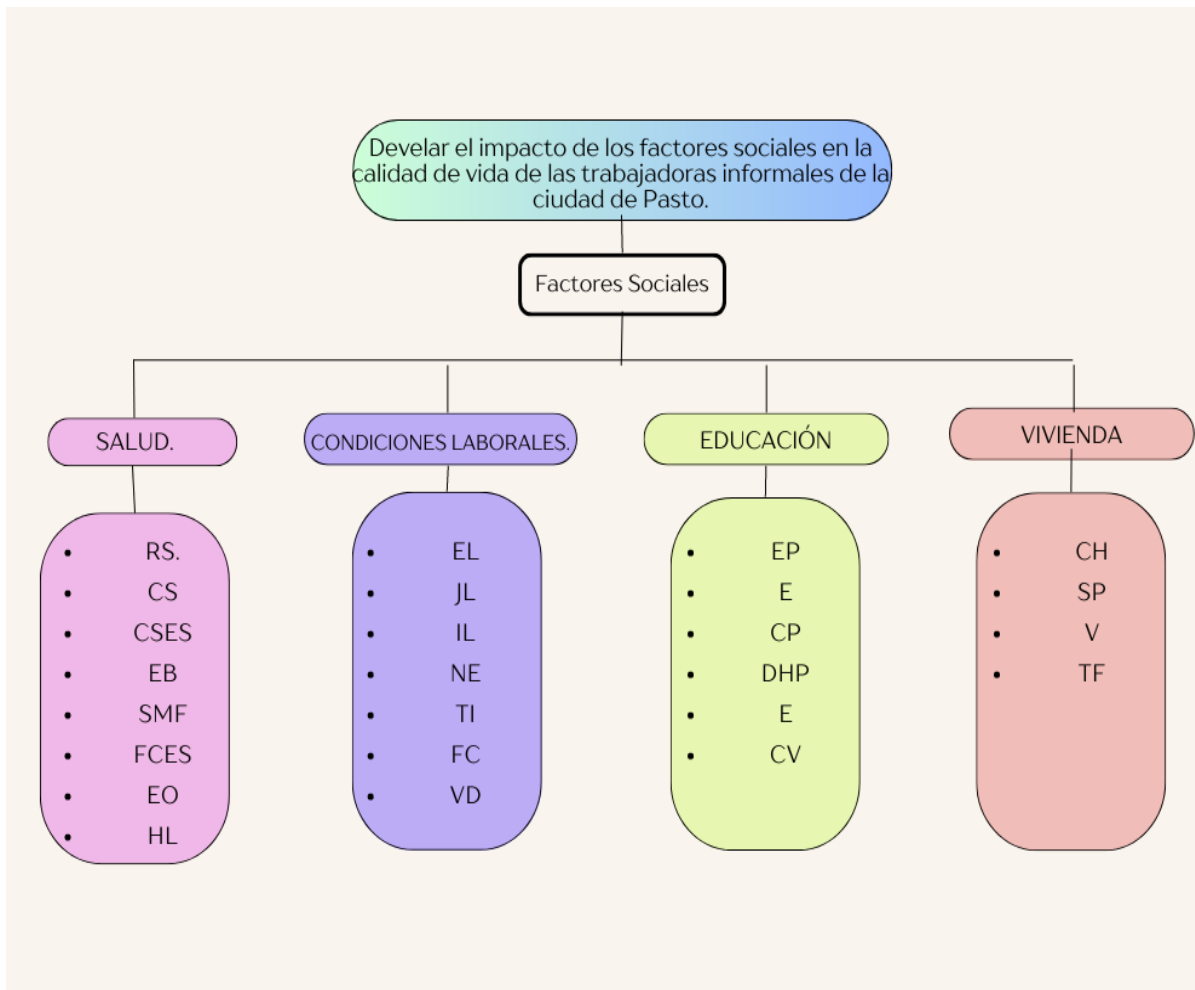 Develar el impacto de los factores sociales en la
calidad de vida de las trabajadoras informales de la
ciudad de Pasto.
Factores Sociales
SALUD.
RS.
CS
CSES
EB
SMF
FCES
EO
HL
CONDICIONES LABORALES.
EL
JL
IL
NE
TI
FC
VD
EDUCACIÓN
EP
E
CP
DHP
E
CV
VIVIENDA
CH
SP
V
TF